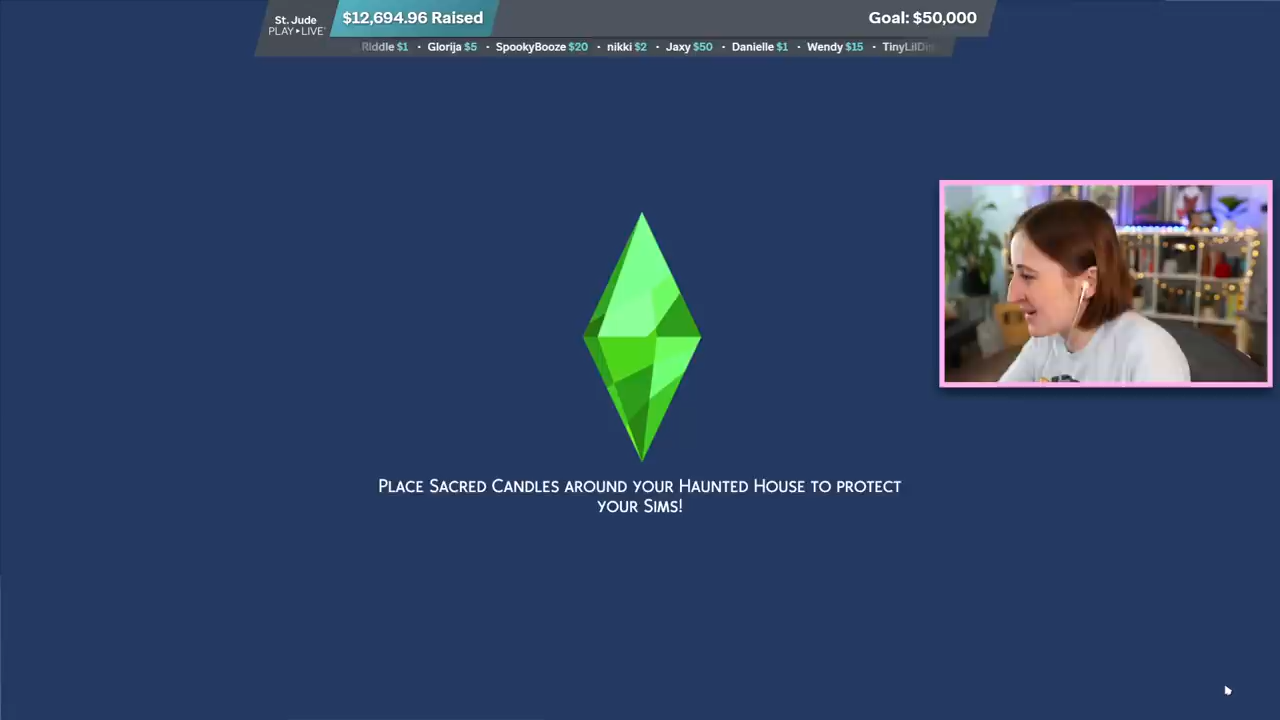 St. Jude
PLAY LIVE
$12,694.96 Raised
Goal: $50,000
Riddle $1 · Glorija $5 · SpookyBooze $20 · nikki $2 · Jaxy $50 · Danielle $1 · Wendy $15 ·
PLACE SACRED CANDLES AROUND YOUR HAUNTED HOUSE TO PROTECT
YOUR SIMS!